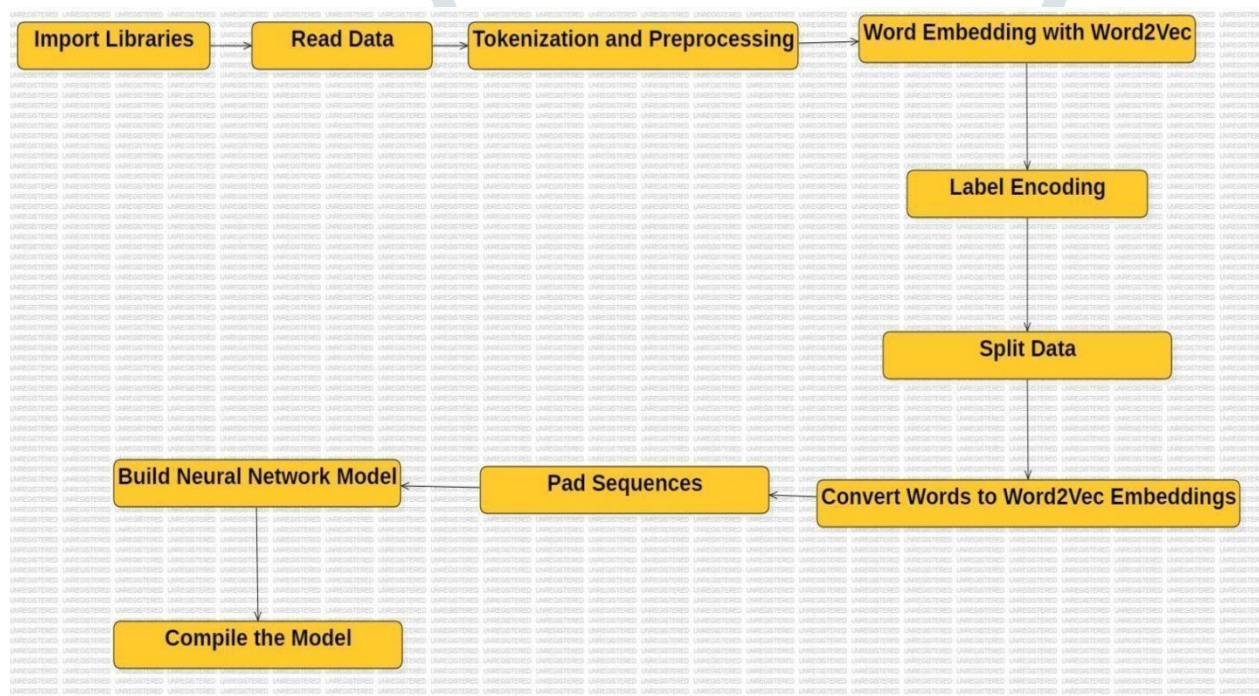 Import Libraries
Read Data
Tokenization and Preprocessing
Word Embedding with Word2Vec
Label Encoding
Split Data
Convert Words to Word2Vec Embeddings
Pad Sequences
Build Neural Network Model
Compile the Model
UNREGISTERED